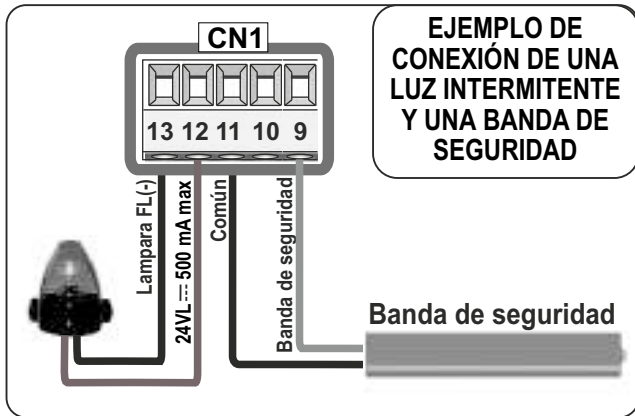 CN1
EJEMPLO DE
CONEXIÓN DE UNA
LUZ INTERMITENTE
Y UNA BANDA DE
SEGURIDAD
13 12 11 10 9
Lampara FL(-)
24VL ⎓ 500 mA max
Común
Banda de seguridad
Banda de seguridad